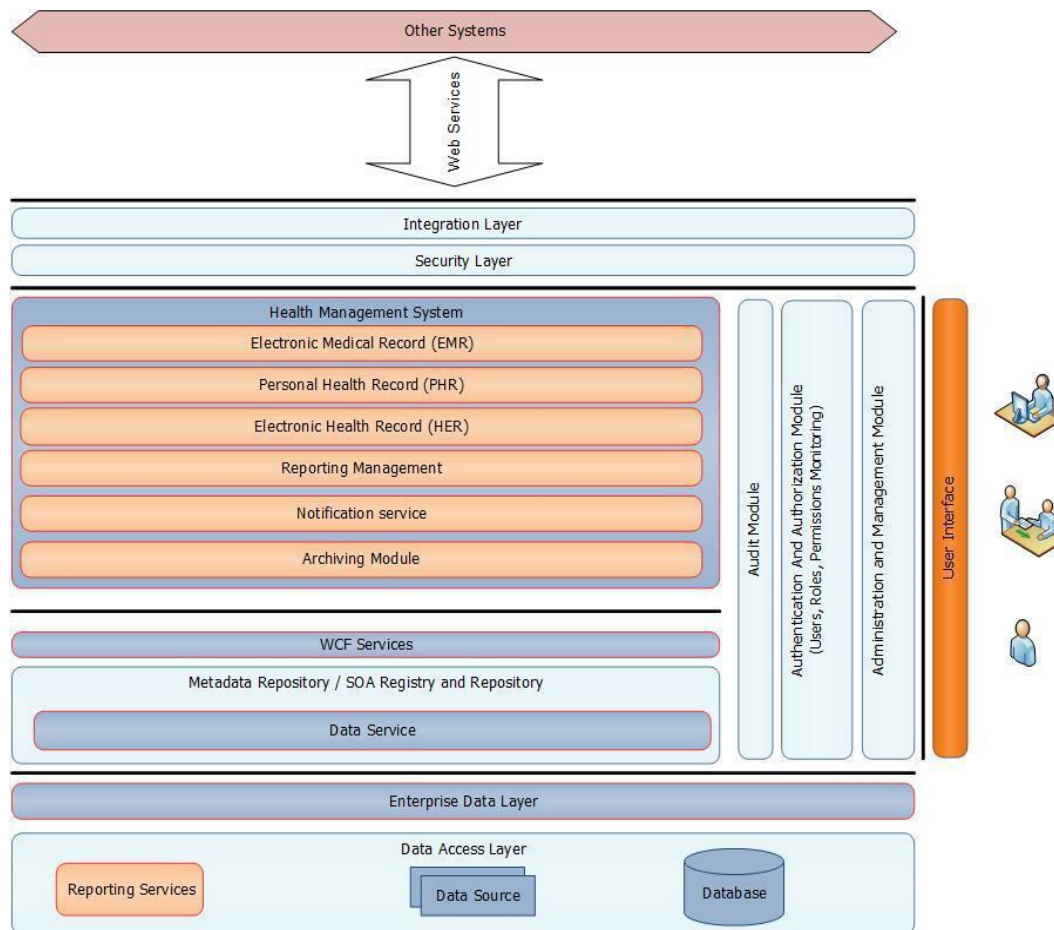 Other Systems
Web Services
Integration Layer
Security Layer
Health Management System
Electronic Medical Record (EMR)
Personal Health Record (PHR)
Electronic Health Record (HER)
Reporting Management
Notification service
Archiving Module
WCF Services
Metadata Repository / SOA Registry and Repository
Data Service
Audit Module
Authentication And Authorization Module
(Users, Roles, Permissions Monitoring)
Administration and Management Module
User Interface
Enterprise Data Layer
Data Access Layer
Reporting Services
Data Source
Database